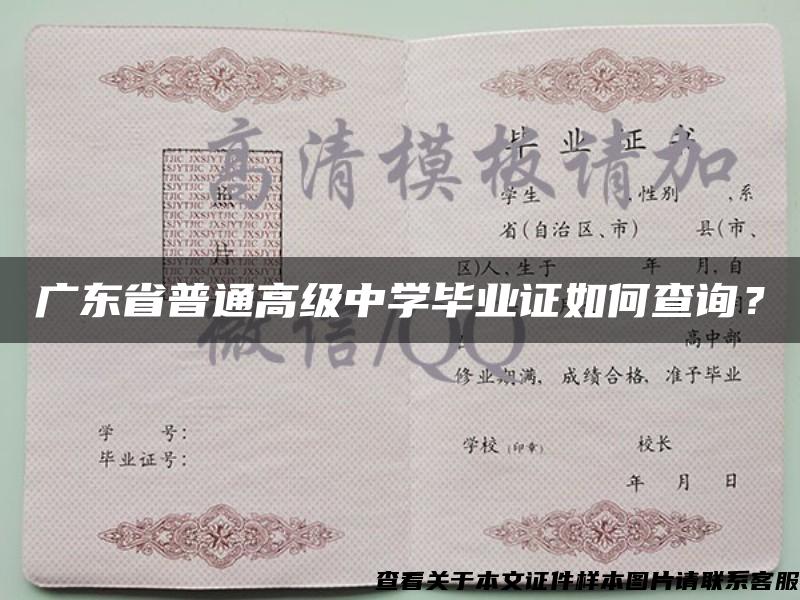 高清模板请加
毕业证书
学生 ,性别 ,系
省(自治区、市) 县(市、
JXSJYTJIC
照
片
区)人,生于 年 月,自
广东省普通高级中学毕业证如何查询？
微信/QQ
高中部
修业期满, 成绩合格, 准予毕业
学 号:
毕业证号:
学校(印章) 校长
年 月 日
查看关于本文证件样本图片请联系客服